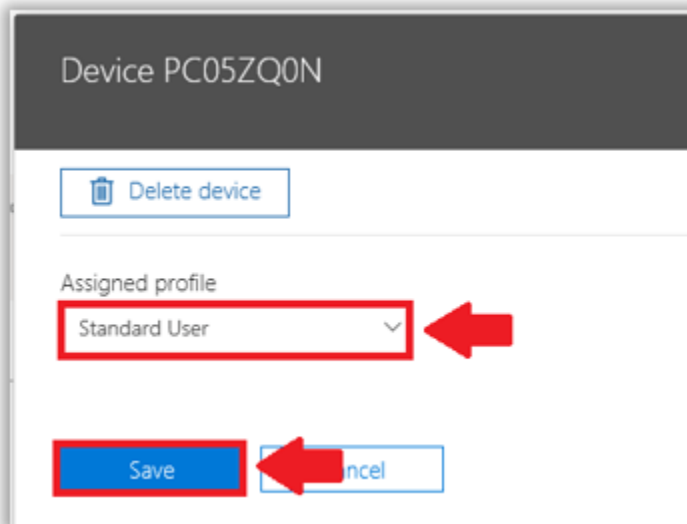 Device PC05ZQ0N
Delete device
Assigned profile
Standard User
Save